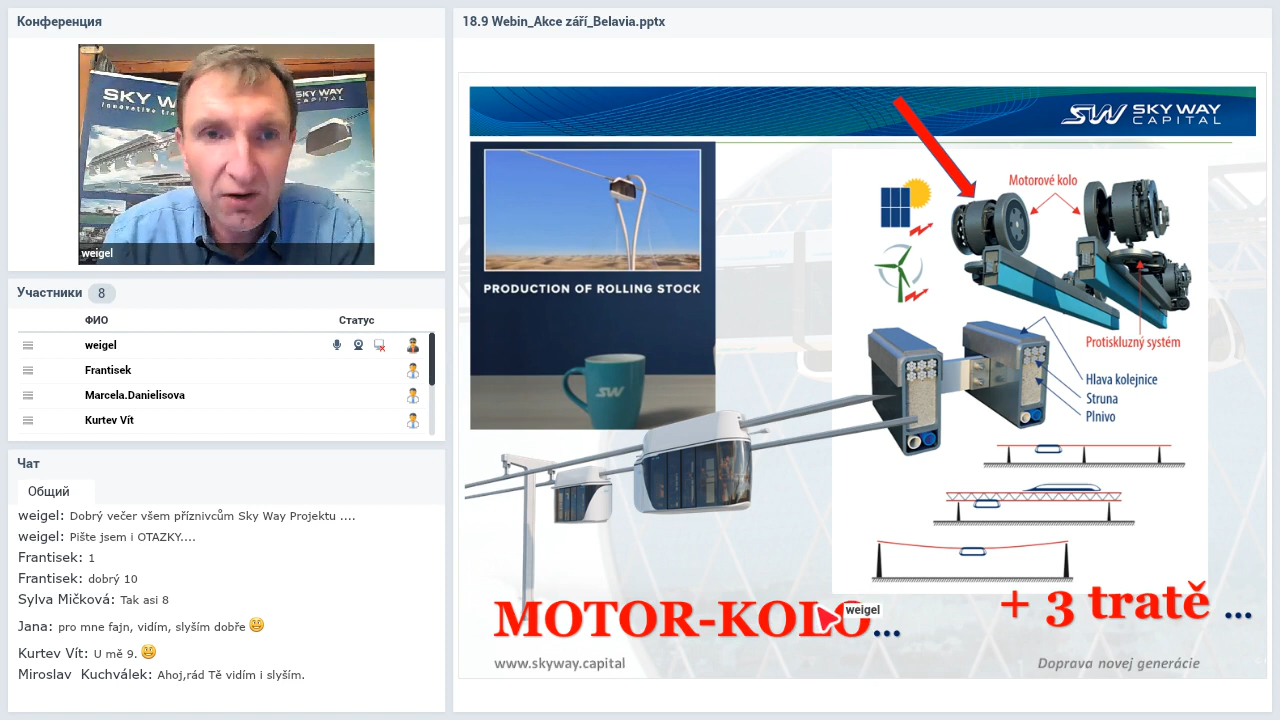 Конференция
SKY W
Innovative tra
SKY WAY
CAPITAL
weigel
Участники 8
ФИО Статус
weigel
Frantisek
Marcela.Danielisova
Kurtev Vít
Чат
Общий
weigel: Dobrý večer všem příznivcům Sky Way Projektu ....
weigel: Pište jsem i OTÁZKY....
Frantisek: 1
Frantisek: dobrý 10
Sylva Mičková: Tak asi 8
Jana: pro mne fajn, vidím, slyším dobře
Kurtev Vít: U mě 9.
Miroslav Kuchválek: Ahoj,rád Tě vidím i slyším.
18.9 Webin_Akce září_Belavia.pptx
SW SKY WAY
CAPITAL
PRODUCTION OF ROLLING STOCK
SW
Motorové kolo
Protiskluzný systém
Hlava kolejnice
Struna
Plnivo
MOTOR-KOLO...
weigel
+ 3 tratě ...
www.skyway.capital
Doprava novej generácie